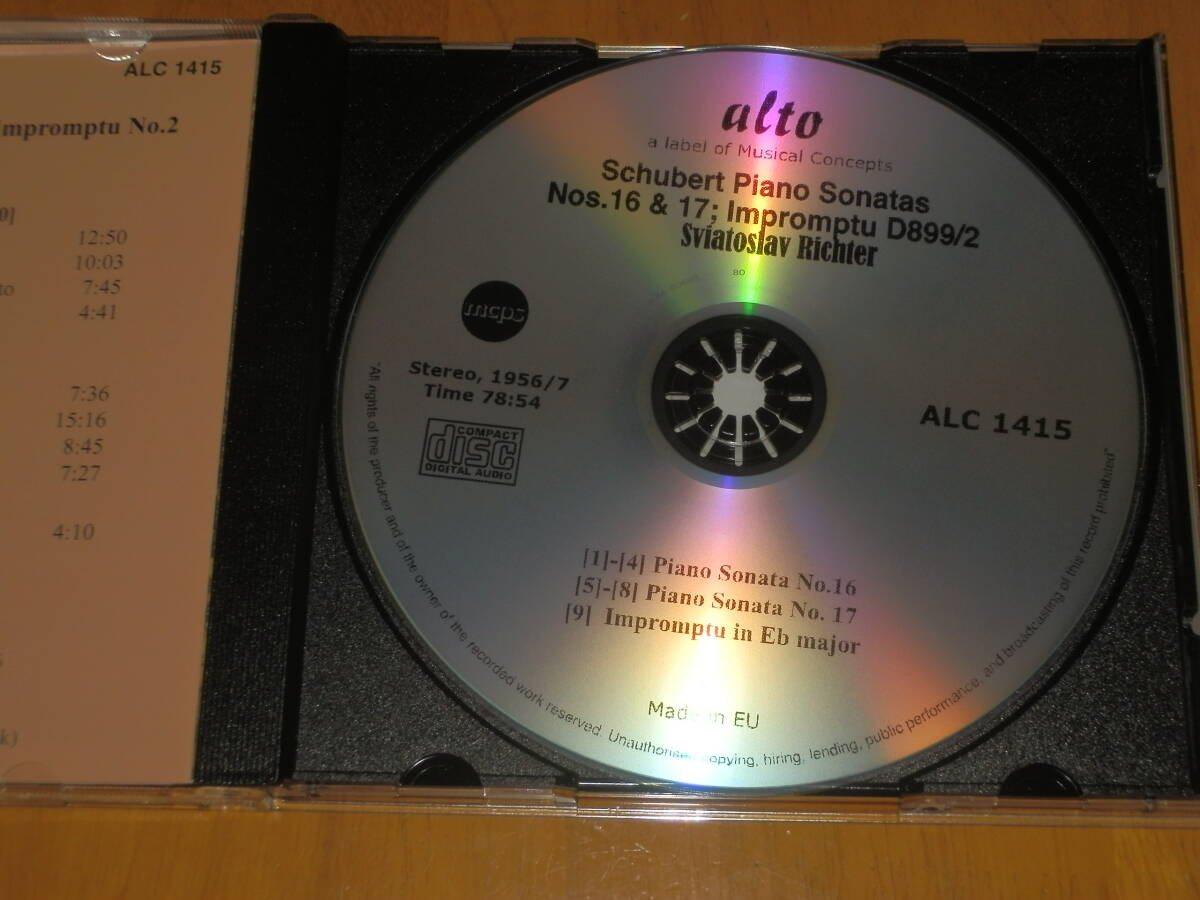 ALC 1415
Impromptu No.2
0]
12:50
10:03
to 7:45
4:41
7:36
15:16
8:45
7:27
4:10
k)
alto
a label of Musical Concepts
Schubert Piano Sonatas
Nos.16 & 17; Impromptu D899/2
Sviatoslav Richter
80
mcps
Stereo, 1956/7
Time 78:54
COMPACT
disc
DIGITAL AUDIO
ALC 1415
[1]-[4] Piano Sonata No.16
[5]-[8] Piano Sonata No. 17
[9] Impromptu in Eb major
Made in EU
"All rights of the producer and of the owner of the recorded work reserved. Unauthorised copying, hiring, lending, public performance, and broadcasting of this record prohibited"